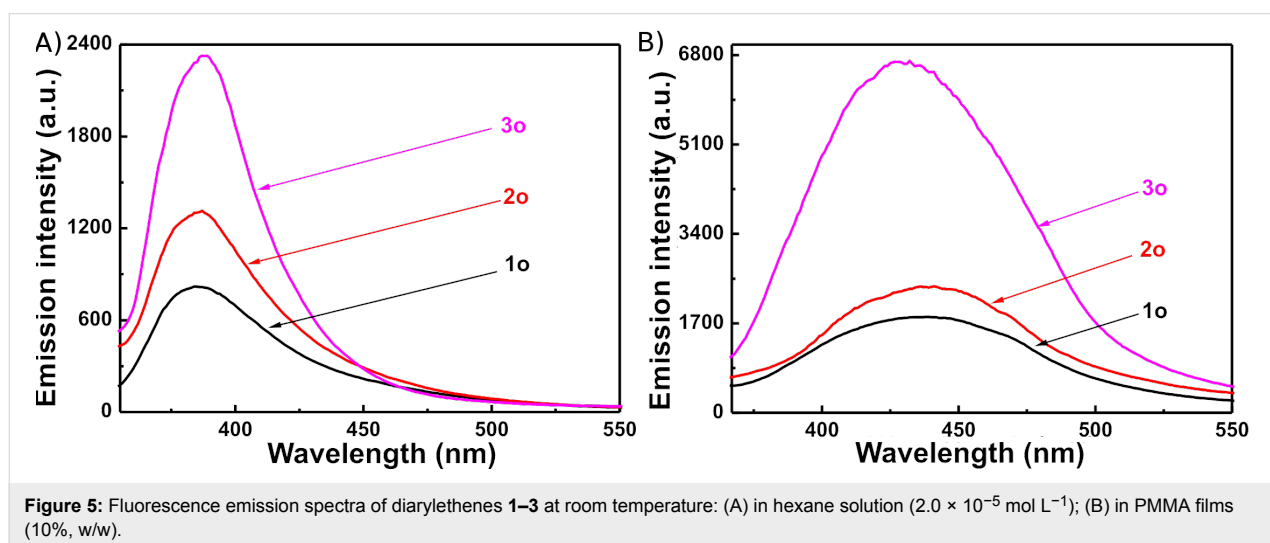 A)
2400
1800
1200
600
0
Emission intensity (a.u.)
3o
2o
1o
400
450
500
550
Wavelength (nm)
B)
6800
5100
3400
1700
0
Emission intensity (a.u.)
3o
2o
1o
400
450
500
550
Wavelength (nm)
Figure 5: Fluorescence emission spectra of diarylethenes 1–3 at room temperature: (A) in hexane solution (2.0 × 10⁻⁵ mol L⁻¹); (B) in PMMA films
(10%, w/w).